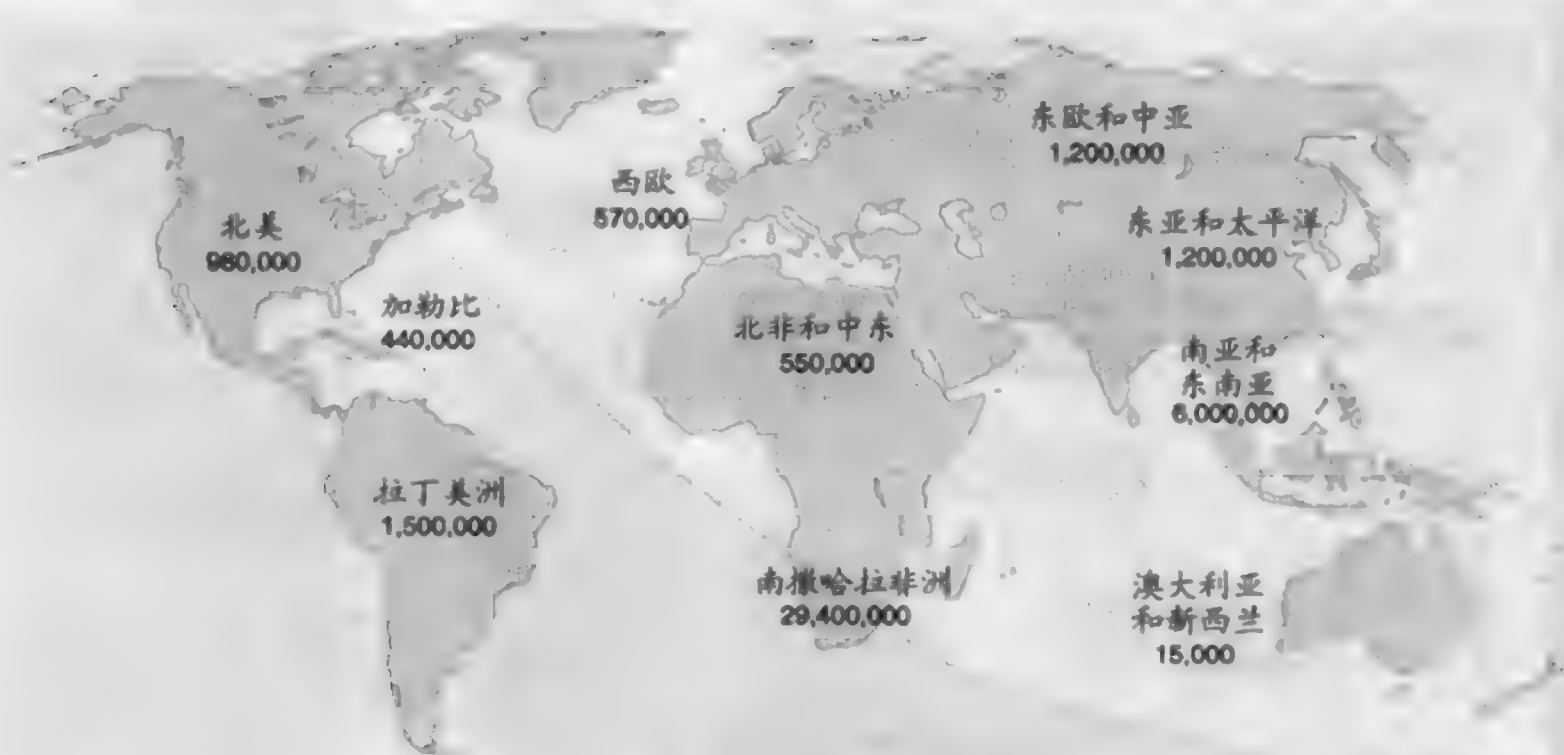 东欧和中亚
1,200,000
西欧
570,000
北美
980,000
东亚和太平洋
1,200,000
加勒比
440,000
北非和中东
550,000
南亚和
东南亚
6,000,000
拉丁美洲
1,500,000
南撒哈拉非洲
29,400,000
澳大利亚
和新西兰
15,000